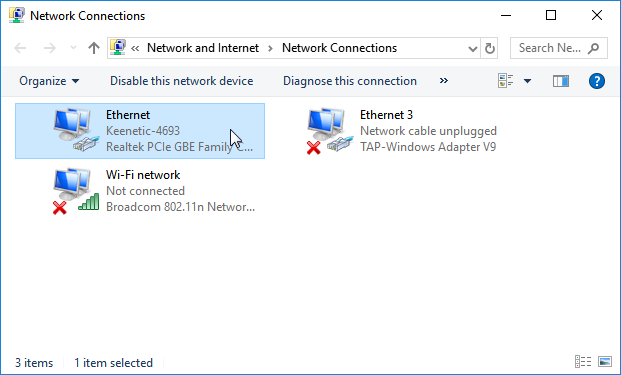 Network Connections
« Network and Internet > Network Connections
Search Ne...
Organize
Disable this network device
Diagnose this connection
»
Ethernet
Keenetic-4693
Realtek PCIe GBE Family C...
Ethernet 3
Network cable unplugged
TAP-Windows Adapter V9
Wi-Fi network
Not connected
Broadcom 802.11n Networ...
3 items
1 item selected